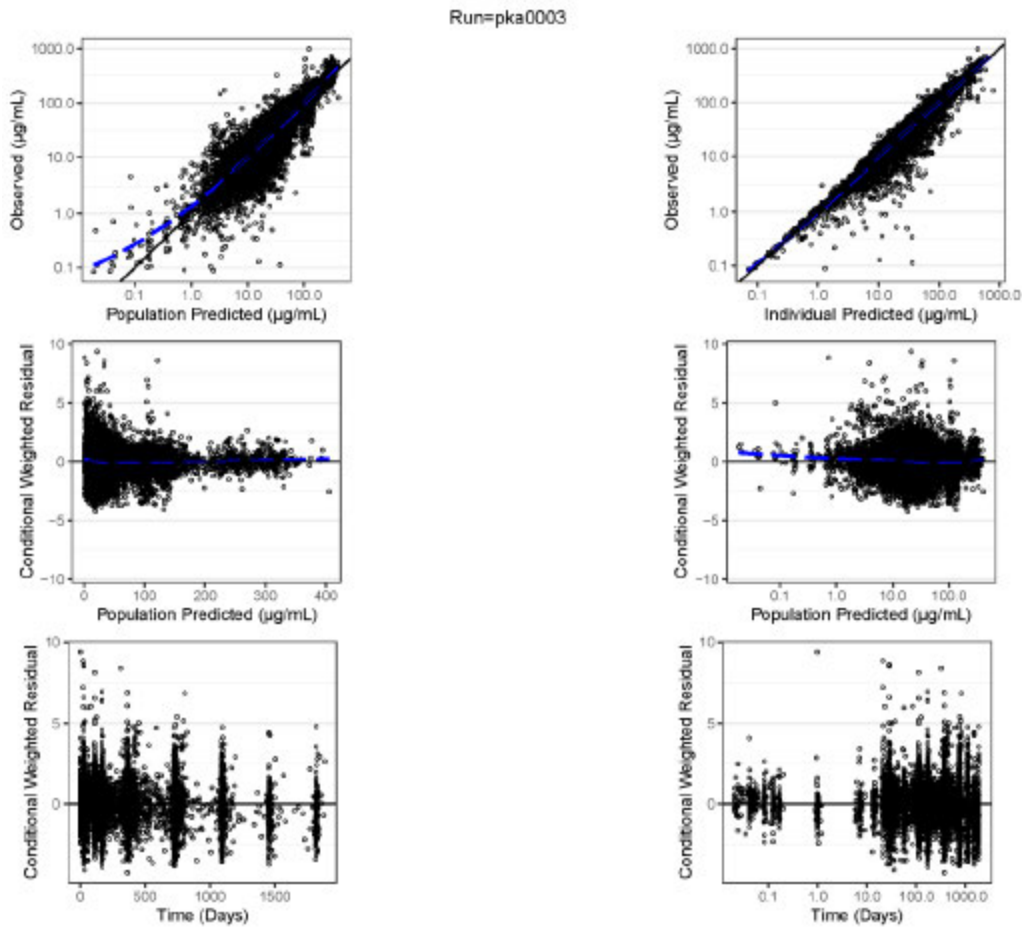 Run=pka0003
1000.0
100.0
10.0
1.0
0.1
Observed (µg/mL)
0.1 1.0 10.0 100.0
Population Predicted (µg/mL)
1000.0
100.0
10.0
1.0
0.1
Observed (µg/mL)
0.1 1.0 10.0 100.0 1000.0
Individual Predicted (µg/mL)
10
5
0
−5
−10
Conditional Weighted Residual
0 100 200 300 400
Population Predicted (µg/mL)
10
5
0
−5
−10
Conditional Weighted Residual
0.1 1.0 10.0 100.0
Population Predicted (µg/mL)
10
5
0
Conditional Weighted Residual
0 500 1000 1500
Time (Days)
10
5
0
Conditional Weighted Residual
0.1 1.0 10.0 100.0 1000.0
Time (Days)